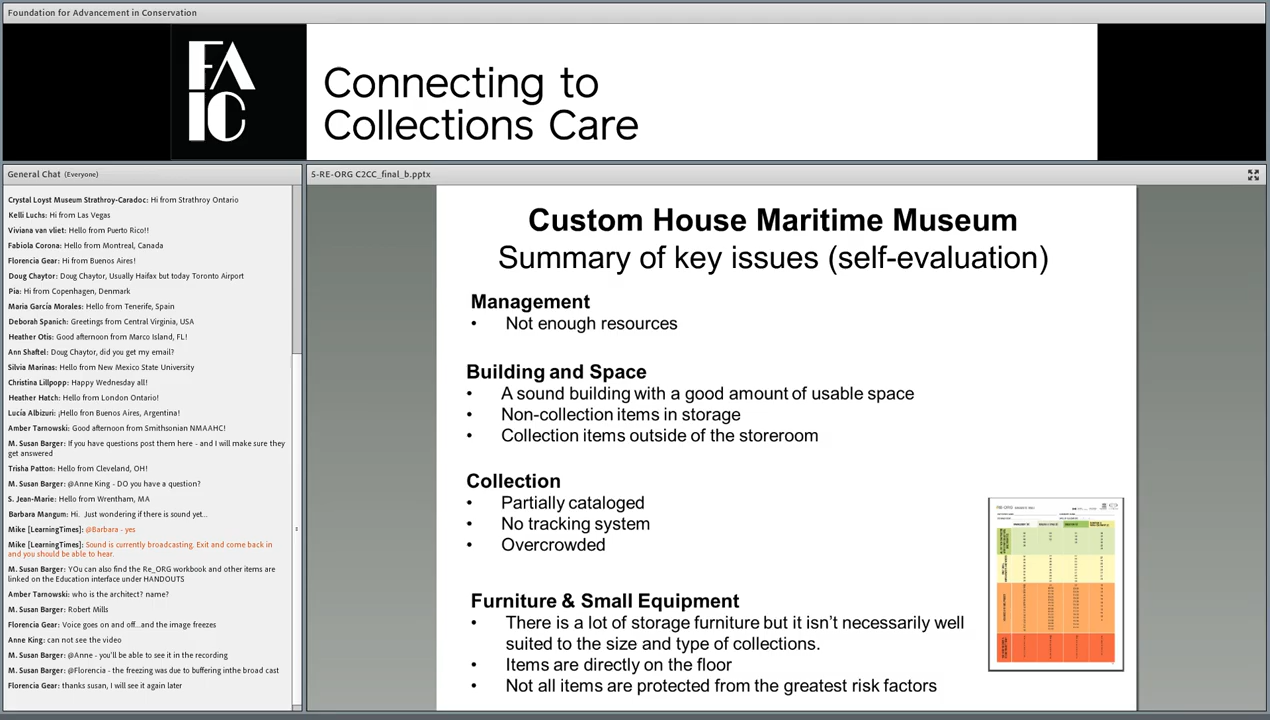 Foundation for Advancement in Conservation
FA
IC
Connecting to
Collections Care
General Chat (Everyone)
Crystal Loyst Museum Strathroy-Caradoc: Hi from Strathroy Ontario
Kelli Luchs: Hi from Las Vegas
Viviana van vliet: Hello from Puerto Rico!!
Fabiola Corona: Hello from Montreal, Canada
Florencia Gear: Hi from Buenos Aires!
Doug Chaytor: Doug Chaytor, Usually Haifax but today Toronto Airport
Pia: Hi from Copenhagen, Denmark
Maria García Morales: Hello from Tenerife, Spain
Deborah Spanich: Greetings from Central Virginia, USA
Heather Otis: Good afternoon from Marco Island, FL!
Ann Shaftel: Doug Chaytor, did you get my email?
Silvia Marinas: Hello from New Mexico State University
Christina Lillpopp: Happy Wednesday all!
Heather Hatch: Hello from London Ontario!
Lucía Albizuri: ¡Hello fron Buenos Aires, Argentina!
Amber Tarnowski: Good afternoon from Smithsonian NMAAHC!
M. Susan Barger: If you have questions post them here - and I will make sure they
get answered
Trisha Patton: Hello from Cleveland, OH!
M. Susan Barger: @Anne King - DO you have a question?
S. Jean-Marie: Hello from Wrentham, MA
Barbara Mangum: Hi. Just wondering if there is sound yet...
Mike [LearningTimes]: @Barbara - yes
Mike [LearningTimes]: Sound is currently broadcasting. Exit and come back in
and you should be able to hear.
M. Susan Barger: YOu can also find the Re_ORG workbook and other items are
linked on the Education interface under HANDOUTS
Amber Tarnowski: who is the architect? name?
M. Susan Barger: Robert Mills
Florencia Gear: Voice goes on and off...and the image freezes
Anne King: can not see the video
M. Susan Barger: @Anne - you'll be able to see it in the recording
M. Susan Barger: @Florencia - the freezing was due to buffering inthe broad cast
Florencia Gear: thanks susan, I will see it again later
5-RE-ORG C2CC_final_b.pptx
Custom House Maritime Museum
Summary of key issues (self-evaluation)
Management
• Not enough resources
Building and Space
• A sound building with a good amount of usable space
• Non-collection items in storage
• Collection items outside of the storeroom
Collection
• Partially cataloged
• No tracking system
• Overcrowded
Furniture & Small Equipment
• There is a lot of storage furniture but it isn't necessarily well
suited to the size and type of collections.
• Items are directly on the floor
• Not all items are protected from the greatest risk factors